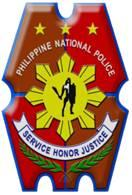 PHILIPPINE NATIONAL POLICE
SERVICE HONOR JUSTICE